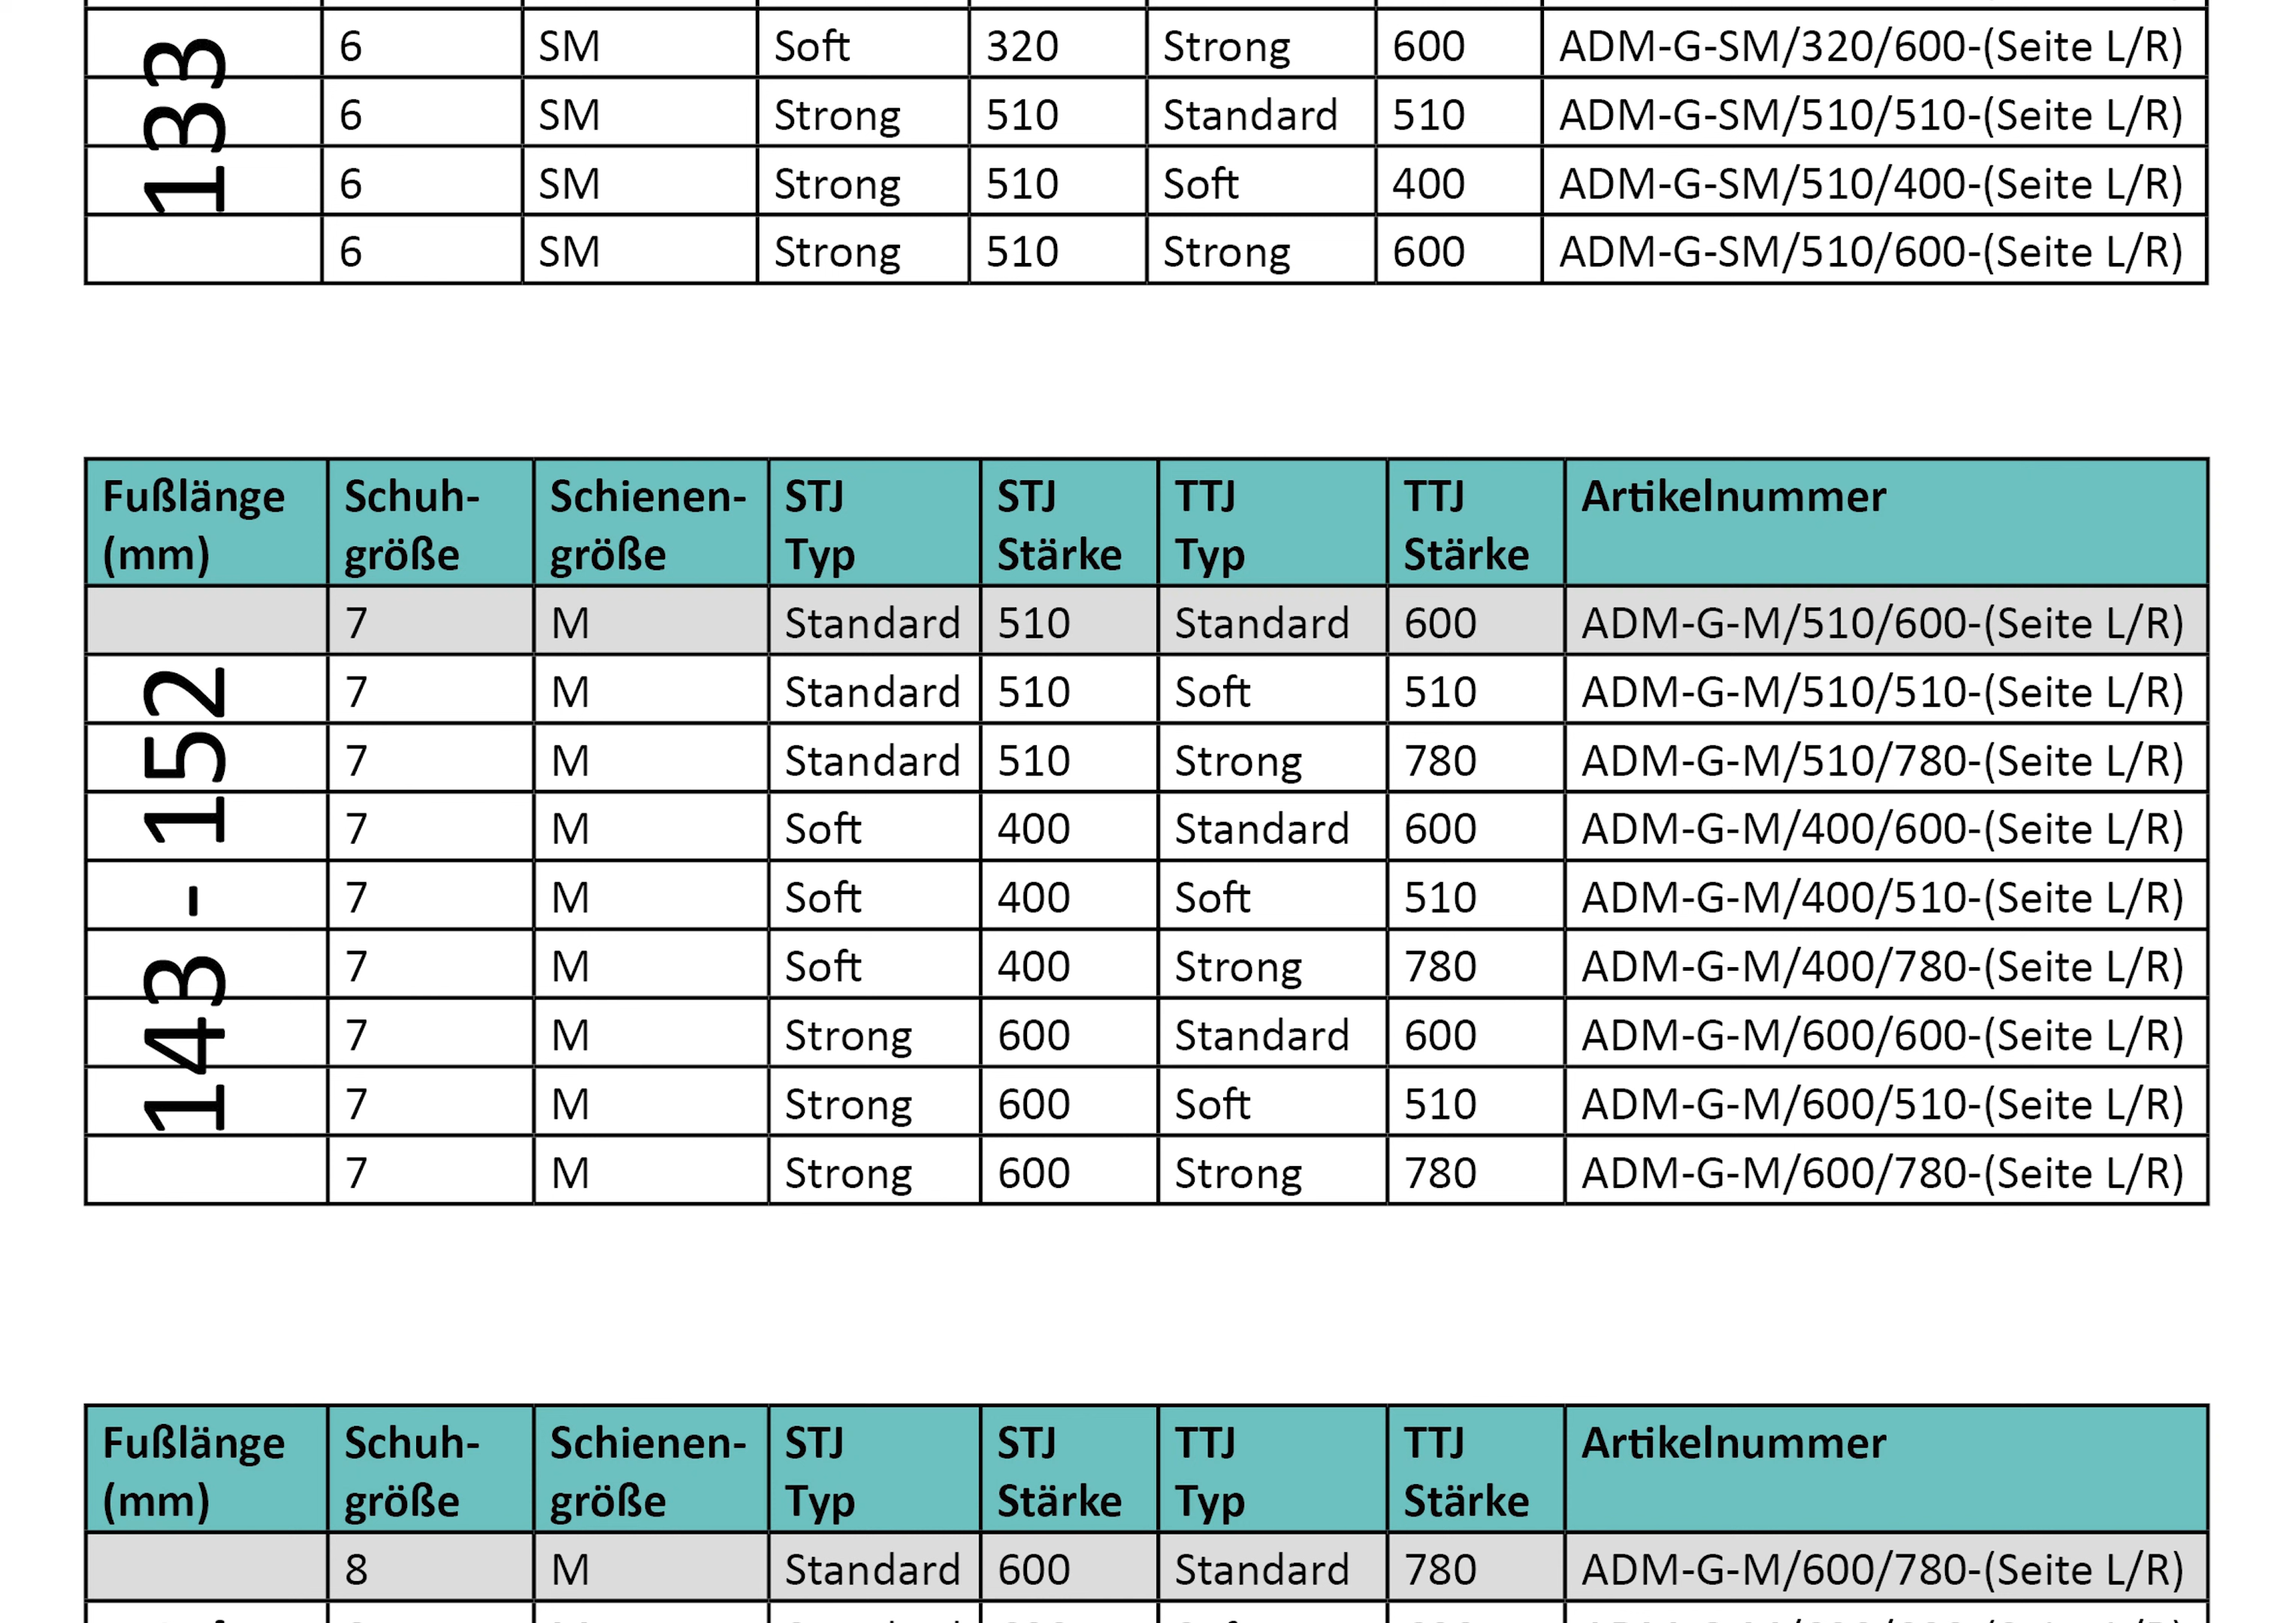 133
6 SM Soft 320 Strong 600 ADM-G-SM/320/600-(Seite L/R)
6 SM Strong 510 Standard 510 ADM-G-SM/510/510-(Seite L/R)
6 SM Strong 510 Soft 400 ADM-G-SM/510/400-(Seite L/R)
6 SM Strong 510 Strong 600 ADM-G-SM/510/600-(Seite L/R)
Fußlänge (mm) Schuh-größe Schienen-größe STJ Typ STJ Stärke TTJ Typ TTJ Stärke Artikelnummer
143 - 152
7 M Standard 510 Standard 600 ADM-G-M/510/600-(Seite L/R)
7 M Standard 510 Soft 510 ADM-G-M/510/510-(Seite L/R)
7 M Standard 510 Strong 780 ADM-G-M/510/780-(Seite L/R)
7 M Soft 400 Standard 600 ADM-G-M/400/600-(Seite L/R)
7 M Soft 400 Soft 510 ADM-G-M/400/510-(Seite L/R)
7 M Soft 400 Strong 780 ADM-G-M/400/780-(Seite L/R)
7 M Strong 600 Standard 600 ADM-G-M/600/600-(Seite L/R)
7 M Strong 600 Soft 510 ADM-G-M/600/510-(Seite L/R)
7 M Strong 600 Strong 780 ADM-G-M/600/780-(Seite L/R)
Fußlänge (mm) Schuh-größe Schienen-größe STJ Typ STJ Stärke TTJ Typ TTJ Stärke Artikelnummer
8 M Standard 600 Standard 780 ADM-G-M/600/780-(Seite L/R)